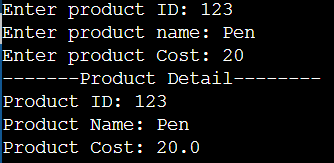 Enter product ID: 123
Enter product name: Pen
Enter product Cost: 20
-------Product Detail--------
Product ID: 123
Product Name: Pen
Product Cost: 20.0